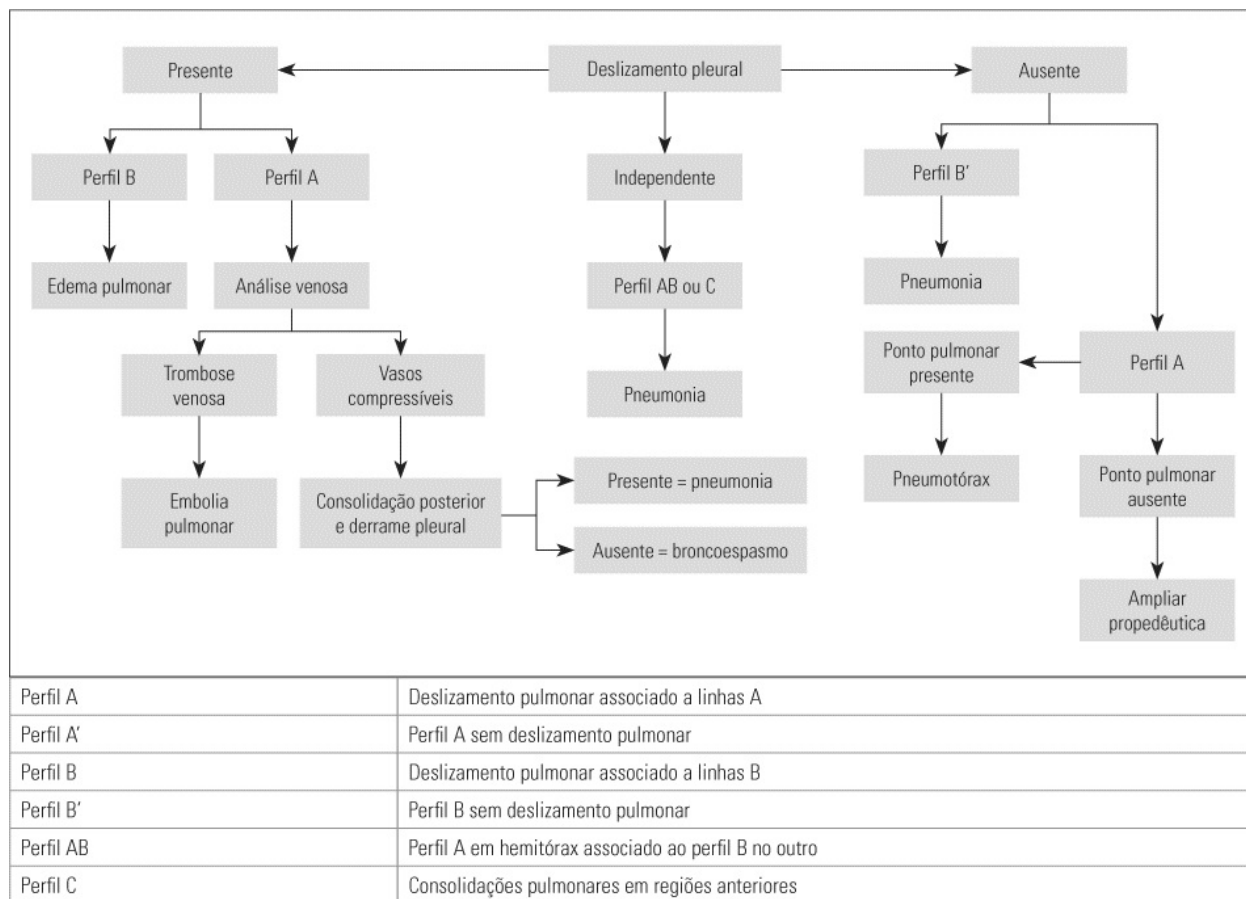 Presente
Deslizamento pleural
Ausente
Perfil B
Perfil A
Independente
Perfil B’
Edema pulmonar
Análise venosa
Perfil AB ou C
Pneumonia
Trombose
venosa
Vasos
compressíveis
Pneumonia
Ponto pulmonar
presente
Perfil A
Embolia
pulmonar
Consolidação posterior
e derrame pleural
Presente = pneumonia
Ausente = broncoespasmo
Pneumotórax
Ponto pulmonar
ausente
Ampliar
propedêutica
Perfil A Deslizamento pulmonar associado a linhas A
Perfil A’ Perfil A sem deslizamento pulmonar
Perfil B Deslizamento pulmonar associado a linhas B
Perfil B’ Perfil B sem deslizamento pulmonar
Perfil AB Perfil A em hemitórax associado ao perfil B no outro
Perfil C Consolidações pulmonares em regiões anteriores